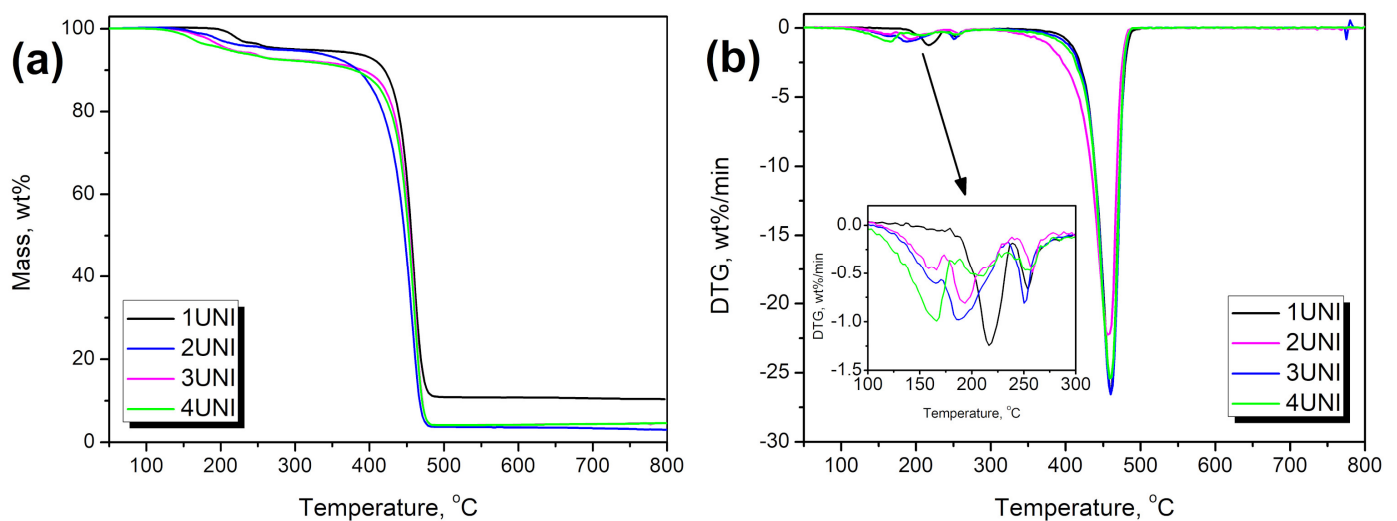 (a)
100
80
60
40
20
0
Mass, wt%
1UNI
2UNI
3UNI
4UNI
100 200 300 400 500 600 700 800
Temperature, °C
(b)
0
-5
-10
-15
-20
-25
-30
DTG, wt%/min
0.0
-0.5
-1.0
-1.5
DTG, wt%/min
100 150 200 250 300
Temperature, °C
1UNI
2UNI
3UNI
4UNI
100 200 300 400 500 600 700 800
Temperature, °C